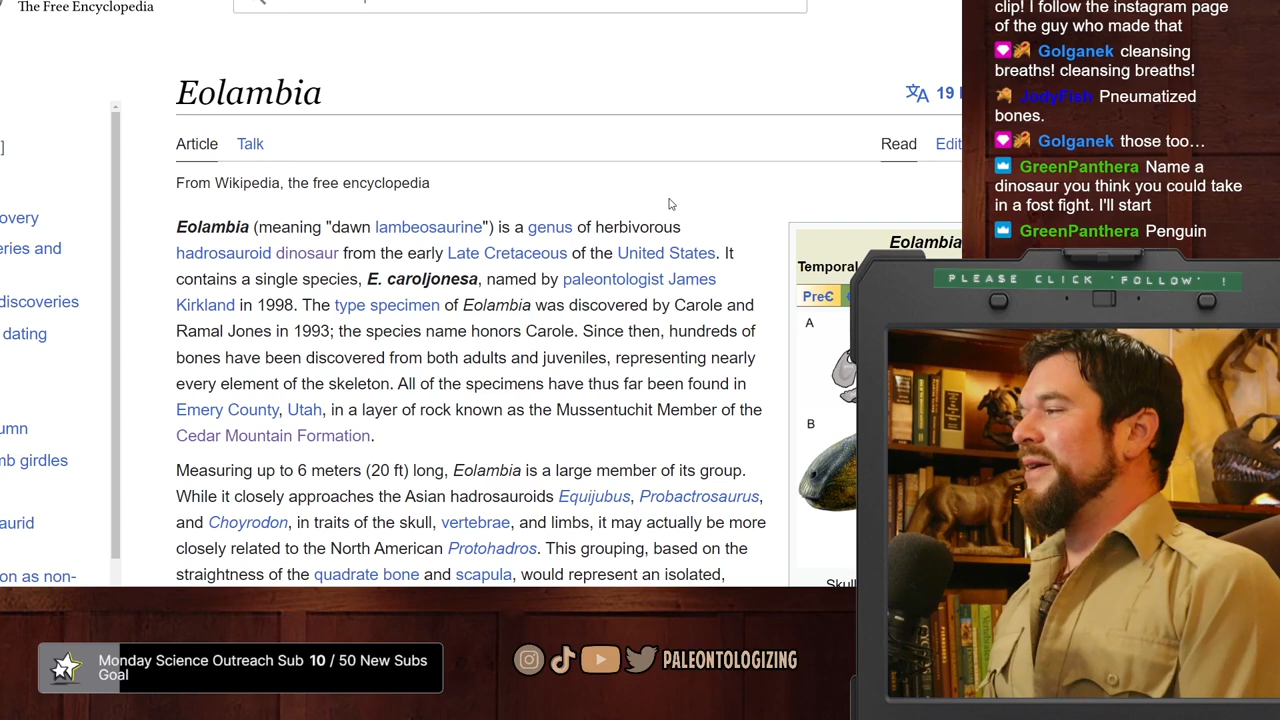 The Free Encyclopedia
Eolambia
19
Article Talk
Read Edit
From Wikipedia, the free encyclopedia
Eolambia (meaning "dawn lambeosaurine") is a genus of herbivorous
hadrosauroid dinosaur from the early Late Cretaceous of the United States. It
contains a single species, E. caroljonesa, named by paleontologist James
Kirkland in 1998. The type specimen of Eolambia was discovered by Carole and
Ramal Jones in 1993; the species name honors Carole. Since then, hundreds of
bones have been discovered from both adults and juveniles, representing nearly
every element of the skeleton. All of the specimens have thus far been found in
Emery County, Utah, in a layer of rock known as the Mussentuchit Member of the
Cedar Mountain Formation.
Measuring up to 6 meters (20 ft) long, Eolambia is a large member of its group.
While it closely approaches the Asian hadrosauroids Equijubus, Probactrosaurus,
and Choyrodon, in traits of the skull, vertebrae, and limbs, it may actually be more
closely related to the North American Protohadros. This grouping, based on the
straightness of the quadrate bone and scapula, would represent an isolated,
]
overy
eries and
discoveries
dating
umn
mb girdles
aurid
on as non-
Eolambia
Temporal
PreЄ
A
B
Skull
clip! I follow the instagram page
of the guy who made that
Golganek cleansing
breaths! cleansing breaths!
JodyFish Pneumatized
bones.
Golganek those too...
GreenPanthera Name a
dinosaur you think you could take
in a fost fight. I'll start
GreenPanthera Penguin
PLEASE CLICK 'FOLLOW' !
Monday Science Outreach Sub 10 / 50 New Subs
Goal
PALEONTOLOGIZING